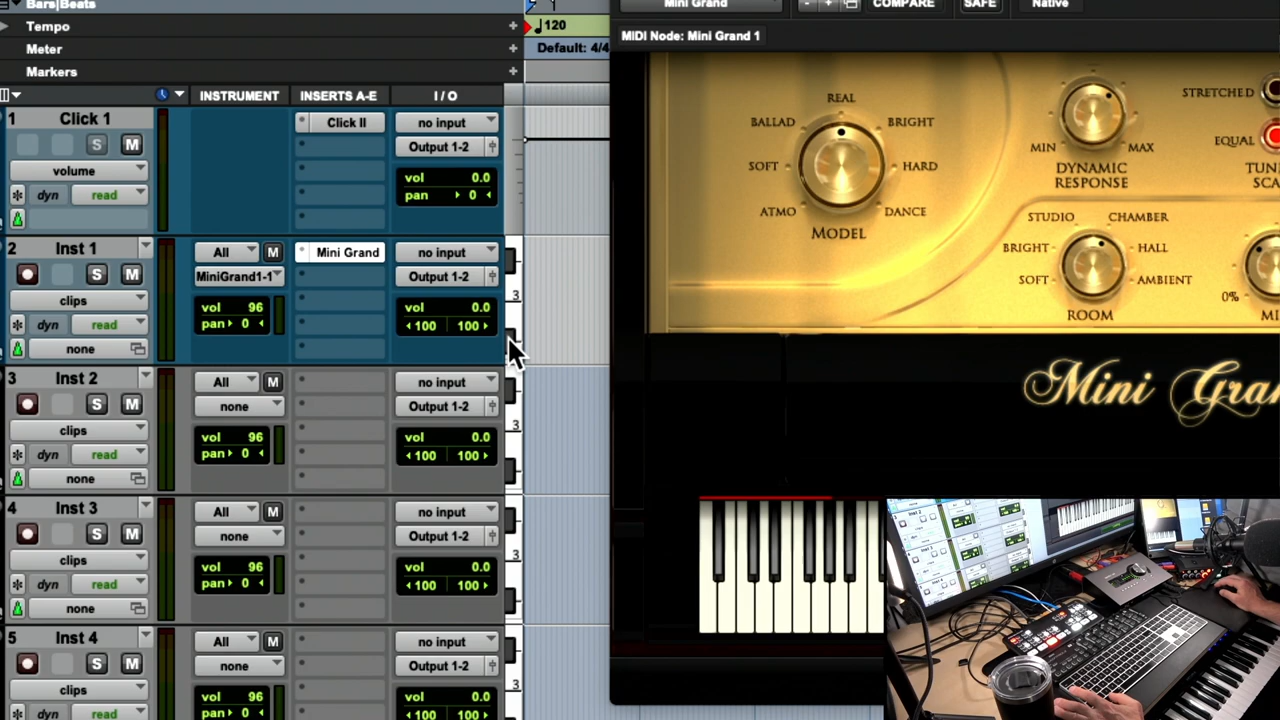 Bars|Beats
Tempo
+
120
Meter
+
Default: 4/4
Markers
+
INSTRUMENT
INSERTS A-E
I / O
1 Click 1
S M
volume
dyn read
Click II
no input
Output 1-2
vol 0.0
pan 0
2 Inst 1
S M
clips
dyn read
none
All M
MiniGrand1-1
vol 96
pan 0
Mini Grand
no input
Output 1-2
vol 0.0
100 100
3
3 Inst 2
S M
clips
dyn read
none
All M
none
vol 96
pan 0
no input
Output 1-2
vol 0.0
100 100
3
4 Inst 3
S M
clips
dyn read
none
All M
none
vol 96
pan 0
no input
Output 1-2
vol 0.0
100 100
3
5 Inst 4
S M
clips
dyn read
All M
none
vol 96
pan 0
no input
Output 1-2
vol 0.0
100 100
3
Mini Grand
- +
COMPARE
SAFE
Native
MIDI Node: Mini Grand 1
REAL
BALLAD
BRIGHT
SOFT
HARD
ATMO
DANCE
MODEL
MIN
MAX
DYNAMIC
RESPONSE
STRETCHED
EQUAL
STUDIO
CHAMBER
BRIGHT
HALL
SOFT
AMBIENT
ROOM
0%
Mini
Inst 2